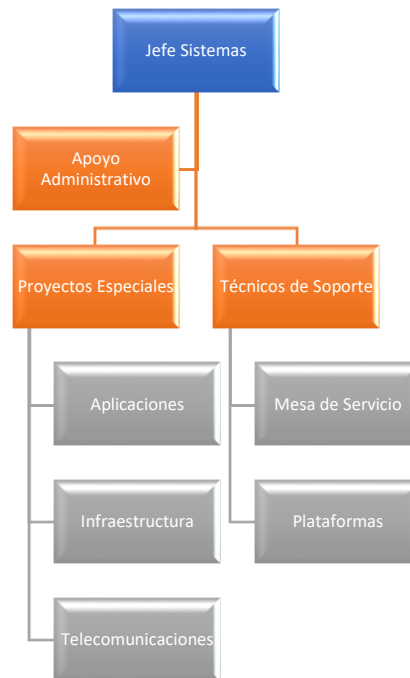 Jefe Sistemas
Apoyo
Administrativo
Proyectos Especiales
Técnicos de Soporte
Aplicaciones
Mesa de Servicio
Infraestructura
Plataformas
Telecomunicaciones